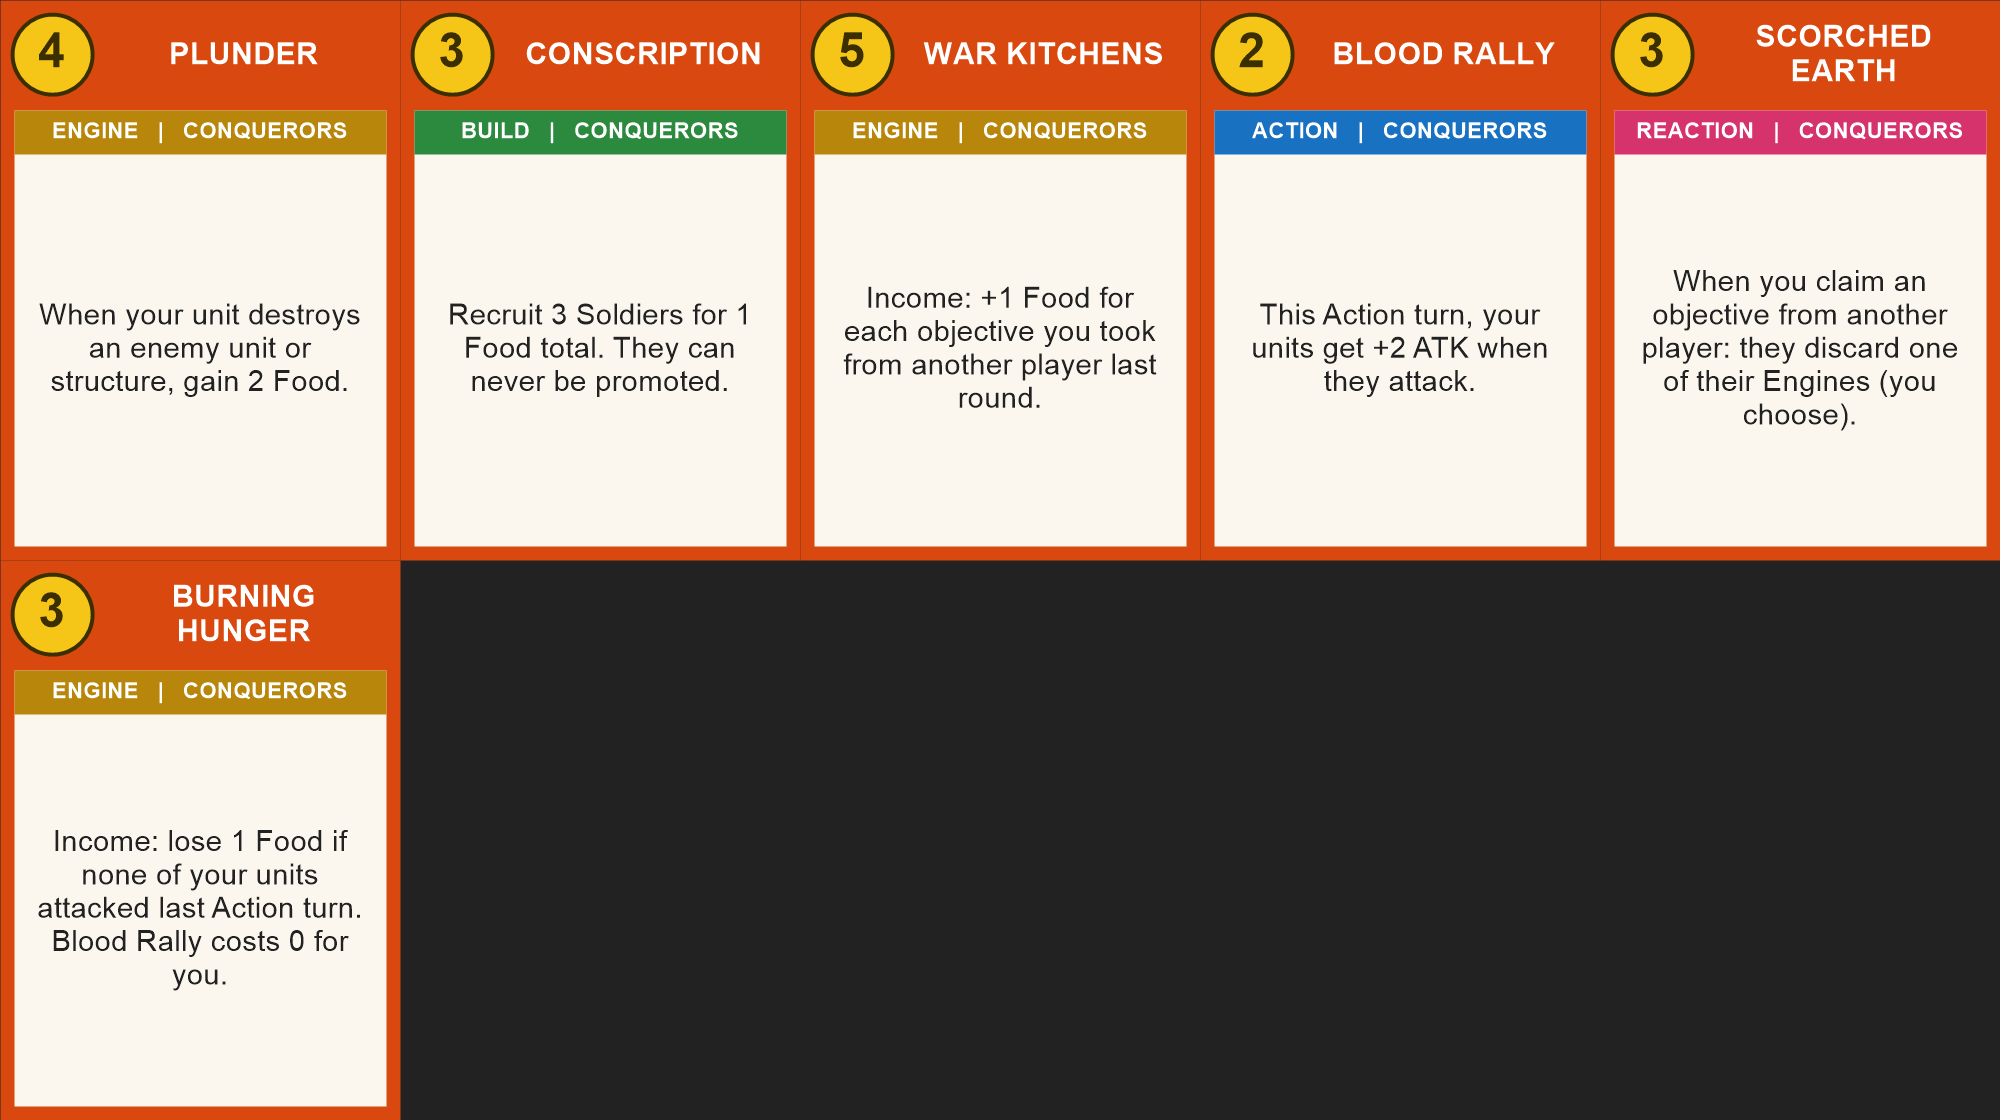 4
PLUNDER
ENGINE | CONQUERORS
When your unit destroys
an enemy unit or
structure, gain 2 Food.
3
CONSCRIPTION
BUILD | CONQUERORS
Recruit 3 Soldiers for 1
Food total. They can
never be promoted.
5
WAR KITCHENS
ENGINE | CONQUERORS
Income: +1 Food for
each objective you took
from another player last
round.
2
BLOOD RALLY
ACTION | CONQUERORS
This Action turn, your
units get +2 ATK when
they attack.
3
SCORCHED
EARTH
REACTION | CONQUERORS
When you claim an
objective from another
player: they discard one
of their Engines (you
choose).
3
BURNING
HUNGER
ENGINE | CONQUERORS
Income: lose 1 Food if
none of your units
attacked last Action turn.
Blood Rally costs 0 for
you.